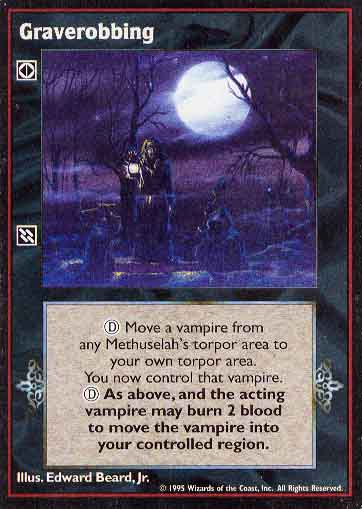 Graverobbing
Ⓓ Move a vampire from
any Methuselah's torpor area to
your own torpor area.
You now control that vampire.
Ⓓ As above, and the acting
vampire may burn 2 blood
to move the vampire into
your controlled region.
Illus. Edward Beard, Jr.
© 1995 Wizards of the Coast, Inc. All Rights Reserved.